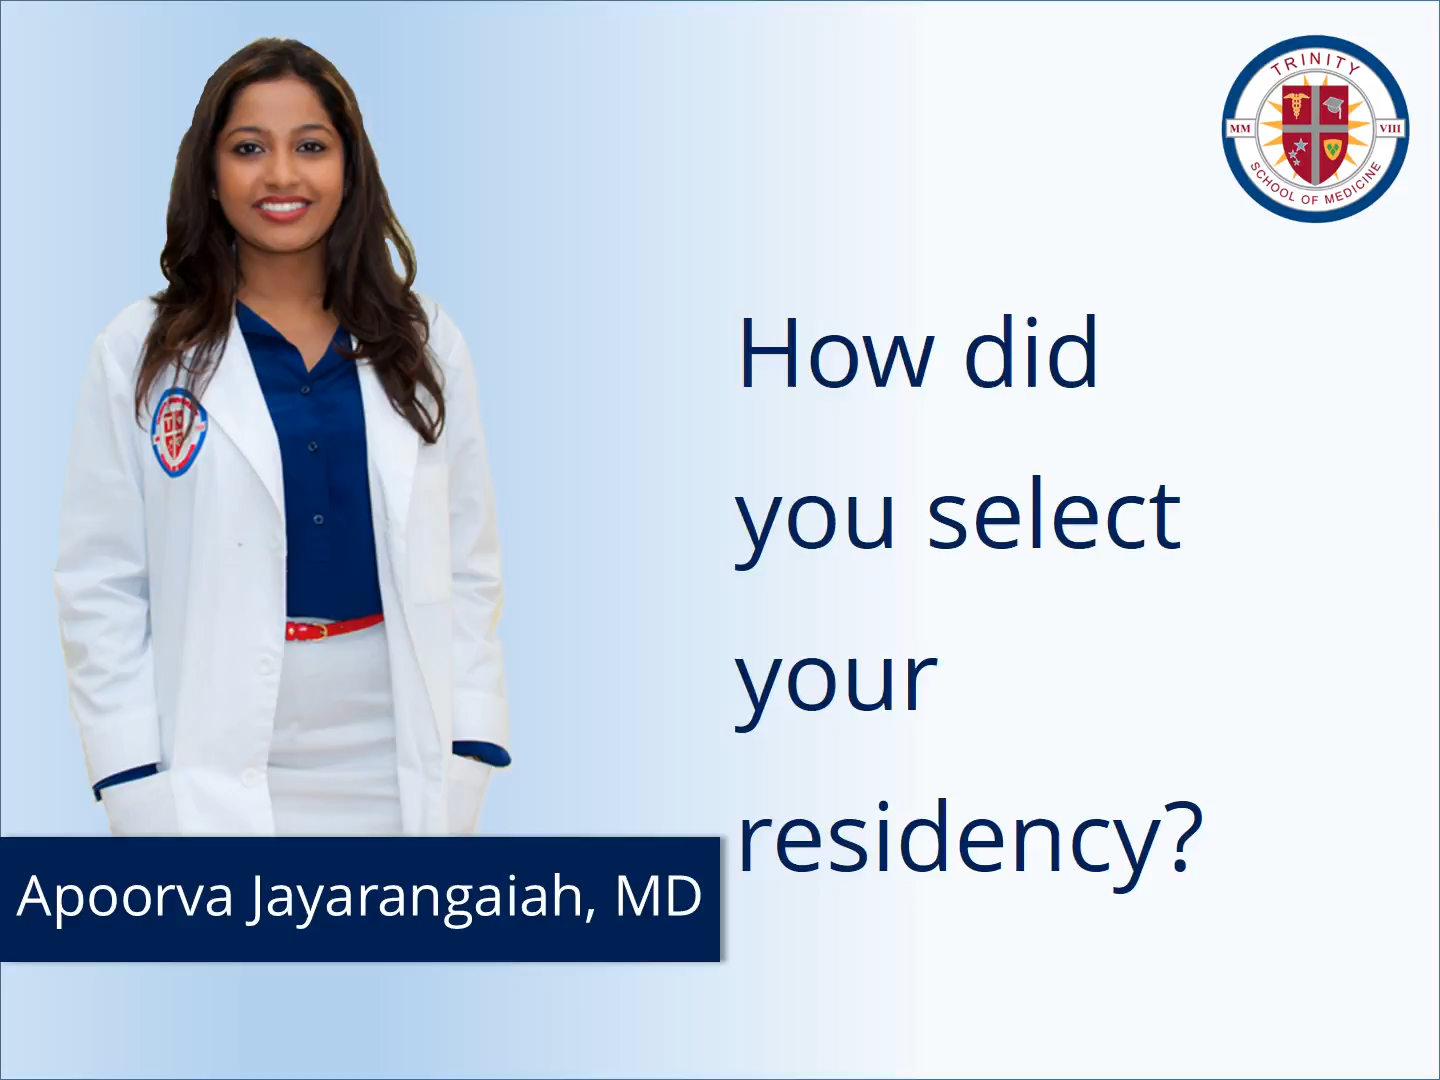 TRINITY
MM VIII
SCHOOL OF MEDICINE
How did
you select
your
residency?
Apoorva Jayarangaiah, MD